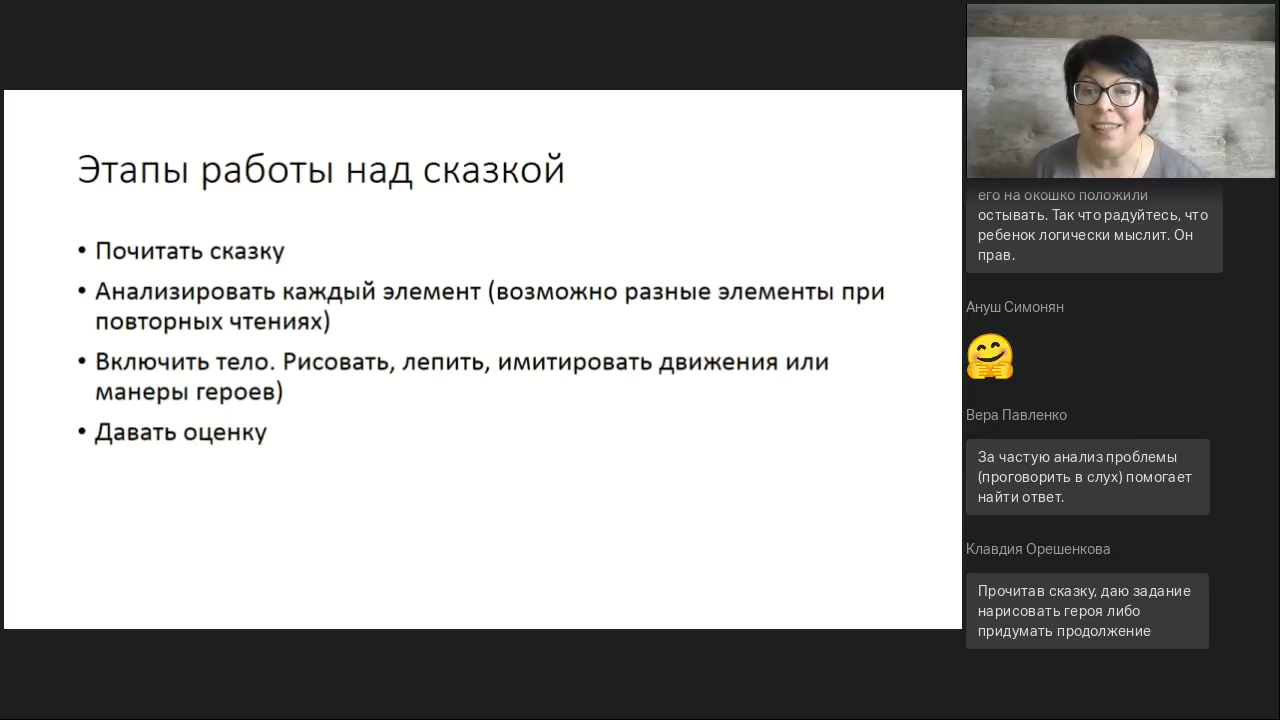 Этапы работы над сказкой
• Почитать сказку
• Анализировать каждый элемент (возможно разные элементы при
повторных чтениях)
• Включить тело. Рисовать, лепить, имитировать движения или
манеры героев)
• Давать оценку
его на окошко положили
остывать. Так что радуйтесь, что
ребенок логически мыслит. Он
прав.
Ануш Симонян
Вера Павленко
За частую анализ проблемы
(проговорить в слух) помогает
найти ответ.
Клавдия Орешенкова
Прочитав сказку, даю задание
нарисовать героя либо
придумать продолжение